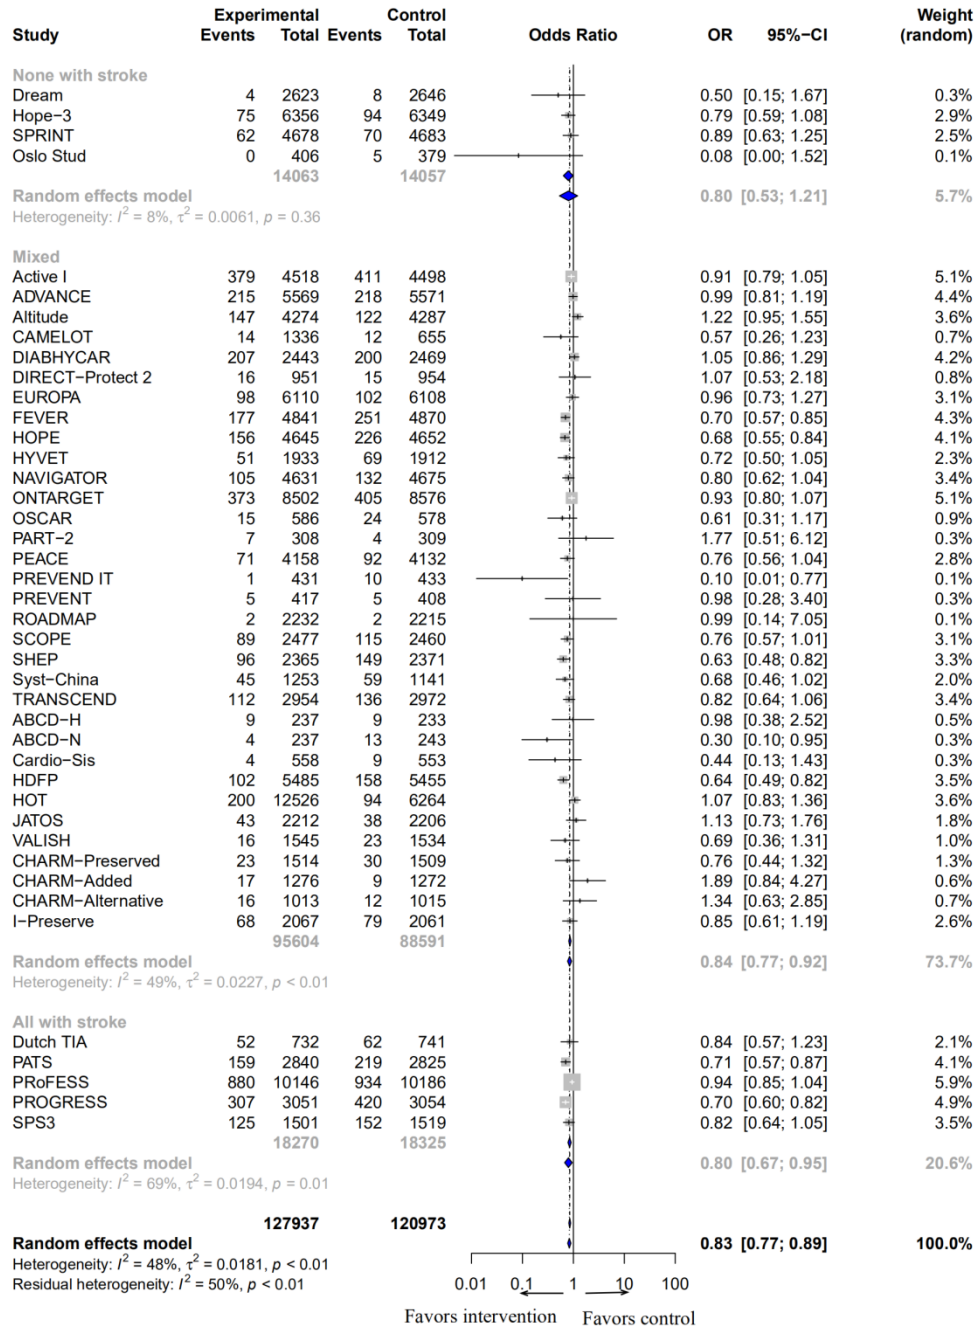 Experimental Control Weight
Study Events Total Events Total Odds Ratio OR 95%−CI (random)
None with stroke
Dream 4 2623 8 2646 0.50 [0.15; 1.67] 0.3%
Hope−3 75 6356 94 6349 0.79 [0.59; 1.08] 2.9%
SPRINT 62 4678 70 4683 0.89 [0.63; 1.25] 2.9%
Oslo Stud 0 406 5 379 0.08 [0.00; 1.52] 0.1%
14063 14057
Random effects model 0.80 [0.53; 1.21] 5.7%
Heterogeneity: I² = 8%, τ² = 0.0061, p = 0.36
Mixed
Active I 379 4518 411 4498 0.91 [0.79; 1.05] 5.1%
ADVANCE 215 5569 218 5571 0.99 [0.81; 1.19] 4.4%
Altitude 147 4274 122 4287 1.22 [0.95; 1.55] 3.6%
CAMELOT 14 1336 12 655 0.57 [0.26; 1.23] 0.7%
DIABHYCAR 207 2443 200 2469 1.05 [0.86; 1.29] 4.2%
DIRECT−Protect 2 16 951 15 954 1.07 [0.53; 2.18] 0.8%
EUROPA 98 6110 102 6108 0.96 [0.73; 1.27] 3.1%
FEVER 177 4841 251 4870 0.70 [0.57; 0.85] 4.3%
HOPE 156 4645 226 4652 0.68 [0.55; 0.84] 4.1%
HYVET 51 1933 69 1912 0.72 [0.50; 1.05] 2.3%
NAVIGATOR 105 4631 132 4675 0.80 [0.62; 1.04] 3.4%
ONTARGET 373 8502 405 8576 0.93 [0.80; 1.07] 5.1%
OSCAR 15 586 24 578 0.61 [0.31; 1.17] 0.9%
PART−2 7 308 4 309 1.77 [0.51; 6.12] 0.3%
PEACE 71 4158 92 4132 0.76 [0.56; 1.04] 2.8%
PREVEND IT 1 431 10 433 0.10 [0.01; 0.77] 0.1%
PREVENT 5 417 5 408 0.98 [0.28; 3.40] 0.3%
ROADMAP 2 2232 2 2215 0.99 [0.14; 7.05] 0.1%
SCOPE 89 2477 115 2460 0.76 [0.57; 1.01] 3.1%
SHEP 96 2365 149 2371 0.63 [0.48; 0.82] 3.3%
Syst−China 45 1253 59 1141 0.68 [0.46; 1.02] 2.0%
TRANSCEND 112 2954 136 2972 0.82 [0.64; 1.06] 3.4%
ABCD−H 9 237 9 233 0.98 [0.38; 2.52] 0.5%
ABCD−N 4 237 13 243 0.30 [0.10; 0.95] 0.3%
Cardio−Sis 4 558 9 553 0.44 [0.13; 1.43] 0.3%
HDFP 102 5485 158 5455 0.64 [0.49; 0.82] 3.5%
HOT 200 12526 94 6264 1.07 [0.83; 1.36] 3.6%
JATOS 43 2212 38 2206 1.13 [0.73; 1.76] 1.8%
VALISH 16 1545 23 1534 0.69 [0.36; 1.31] 1.0%
CHARM−Preserved 23 1514 30 1509 0.76 [0.44; 1.32] 1.3%
CHARM−Added 17 1276 9 1272 1.89 [0.84; 4.27] 0.6%
CHARM−Alternative 16 1013 12 1015 1.34 [0.63; 2.85] 0.7%
I−Preserve 68 2067 79 2061 0.85 [0.61; 1.19] 2.6%
95604 88591
Random effects model 0.84 [0.77; 0.92] 73.7%
Heterogeneity: I² = 49%, τ² = 0.0227, p < 0.01
All with stroke
Dutch TIA 52 732 62 741 0.84 [0.57; 1.23] 2.1%
PATS 159 2840 219 2825 0.71 [0.57; 0.87] 4.1%
PRoFESS 880 10146 934 10186 0.94 [0.85; 1.04] 5.9%
PROGRESS 307 3051 420 3054 0.70 [0.60; 0.82] 4.9%
SPS3 125 1501 152 1519 0.82 [0.64; 1.05] 3.5%
18270 18325
Random effects model 0.80 [0.67; 0.95] 20.6%
Heterogeneity: I² = 69%, τ² = 0.0194, p = 0.01
127937 120973
Random effects model 0.83 [0.77; 0.89] 100.0%
Heterogeneity: I² = 48%, τ² = 0.0181, p < 0.01
Residual heterogeneity: I² = 50%, p < 0.01
0.01 0.1 1 10 100
Favors intervention Favors control